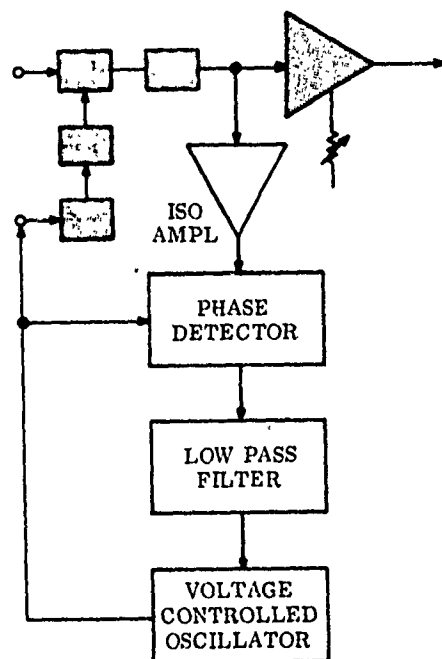 ISO
AMPL
PHASE
DETECTOR
LOW PASS
FILTER
VOLTAGE
CONTROLLED
OSCILLATOR